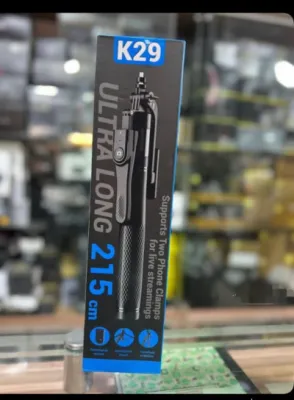 K29
ULTRA LONG 215 cm
Supports Two Phone Clamps
for live streamings